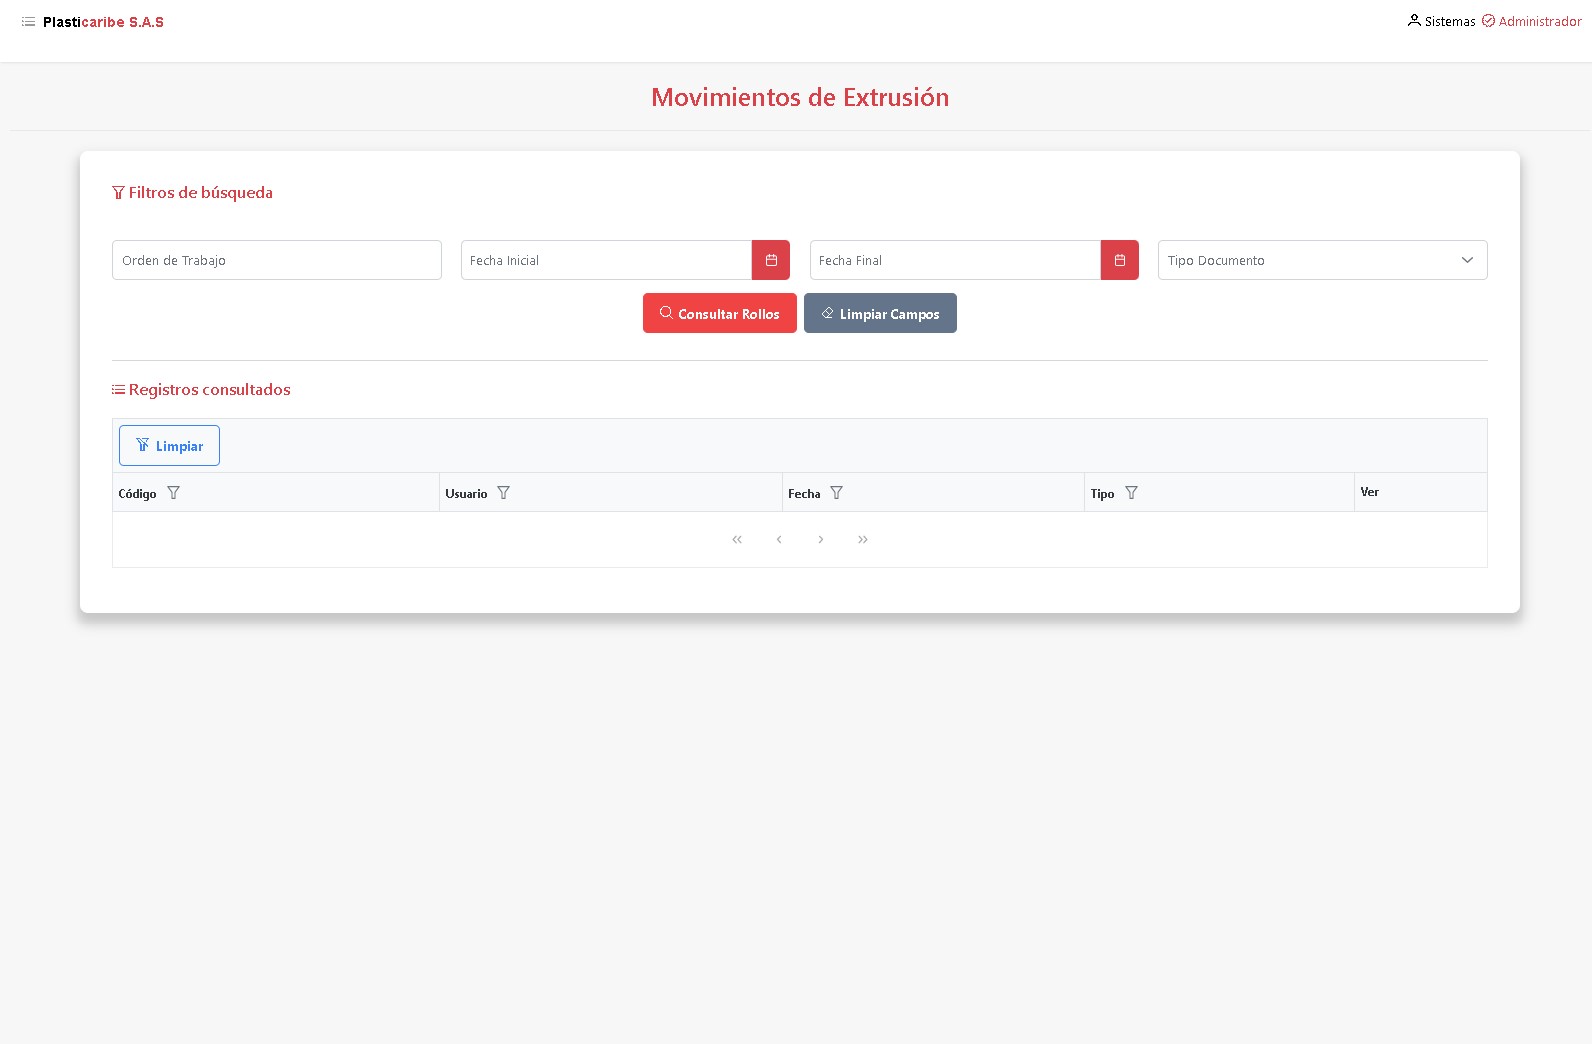 Plasticaribe S.A.S
Sistemas Administrador
Movimientos de Extrusión
Filtros de búsqueda
Orden de Trabajo Fecha Inicial Fecha Final Tipo Documento
Consultar Rollos Limpiar Campos
Registros consultados
Limpiar
Código Usuario Fecha Tipo Ver